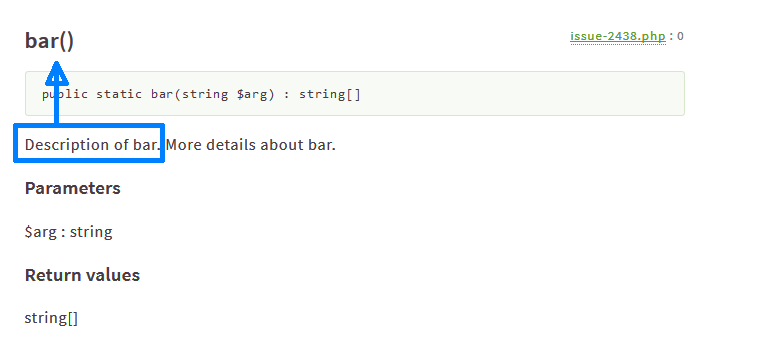 bar()
issue-2438.php : 0
public static bar(string $arg) : string[]
Description of bar. More details about bar.
Parameters
$arg : string
Return values
string[]